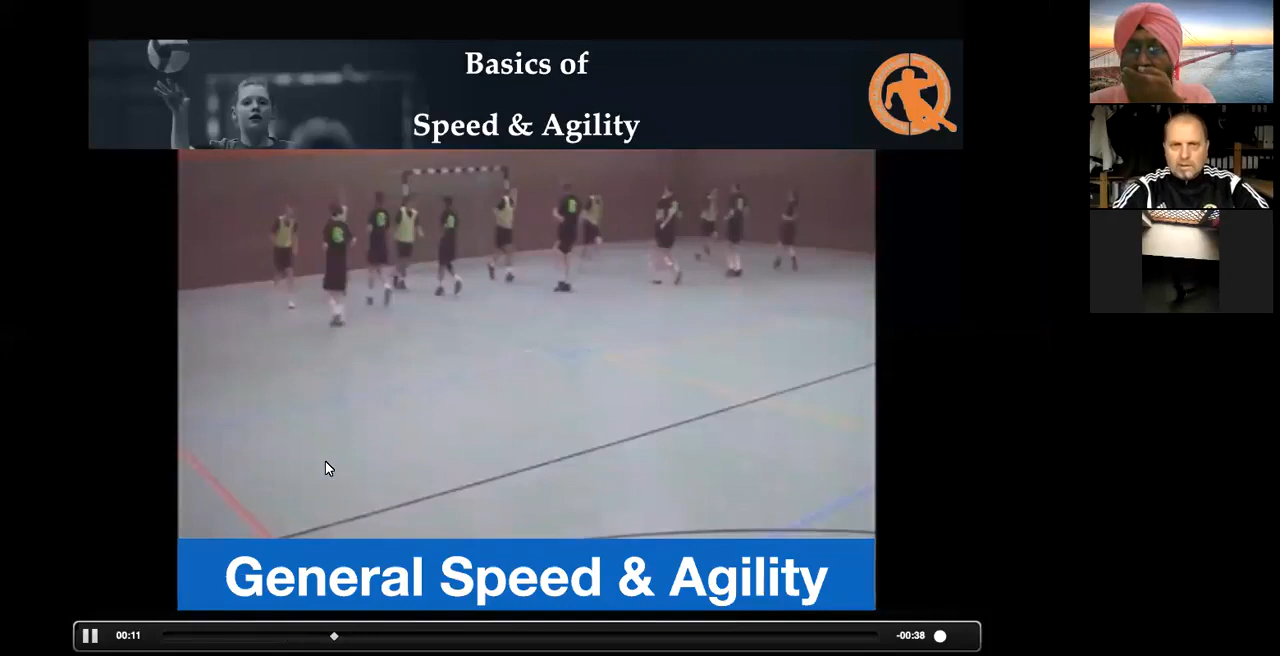 Basics of
Speed & Agility
General Speed & Agility
00:11
-00:38